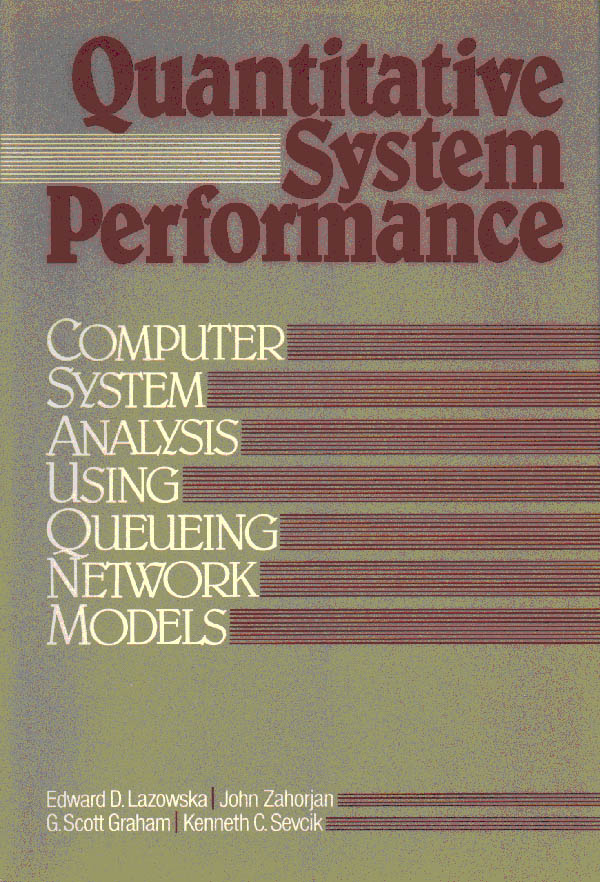 Quantitative
System
Performance
COMPUTER
SYSTEM
ANALYSIS
USING
QUEUEING
NETWORK
MODELS
Edward D. Lazowska | John Zahorjan
G. Scott Graham | Kenneth C. Sevcik